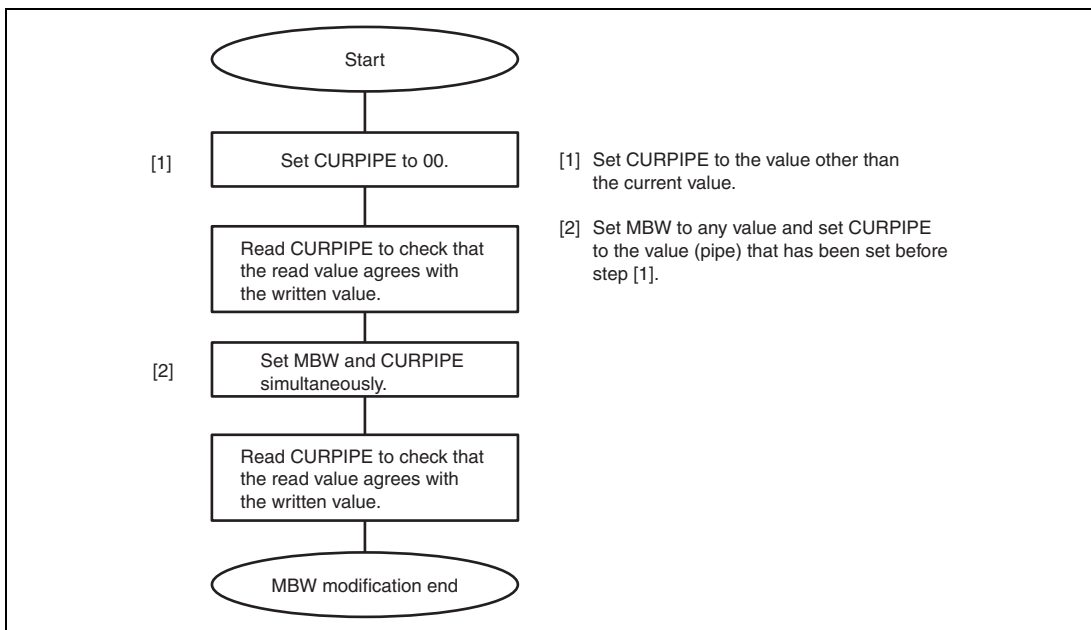 Start
[1]
Set CURPIPE to 00.
[1] Set CURPIPE to the value other than
the current value.
Read CURPIPE to check that
the read value agrees with
the written value.
[2] Set MBW to any value and set CURPIPE
to the value (pipe) that has been set before
step [1].
[2]
Set MBW and CURPIPE
simultaneously.
Read CURPIPE to check that
the read value agrees with
the written value.
MBW modification end